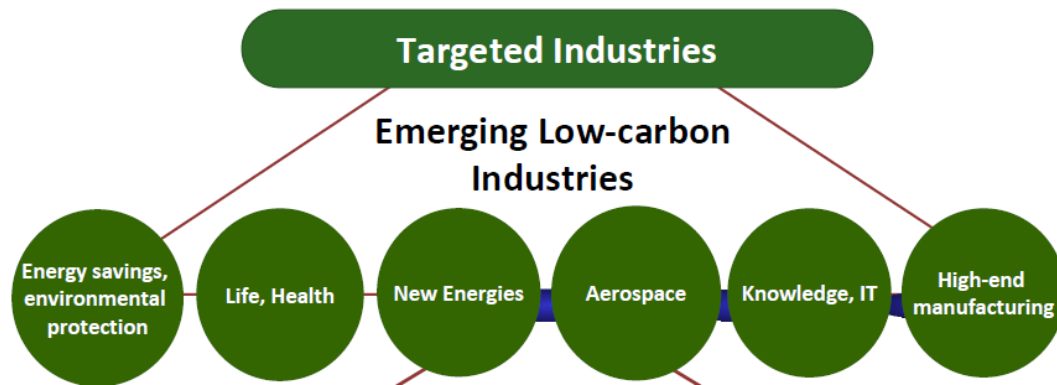 Targeted Industries
Emerging Low-carbon
Industries
Energy savings,
environmental
protection
Life, Health
New Energies
Aerospace
Knowledge, IT
High-end
manufacturing